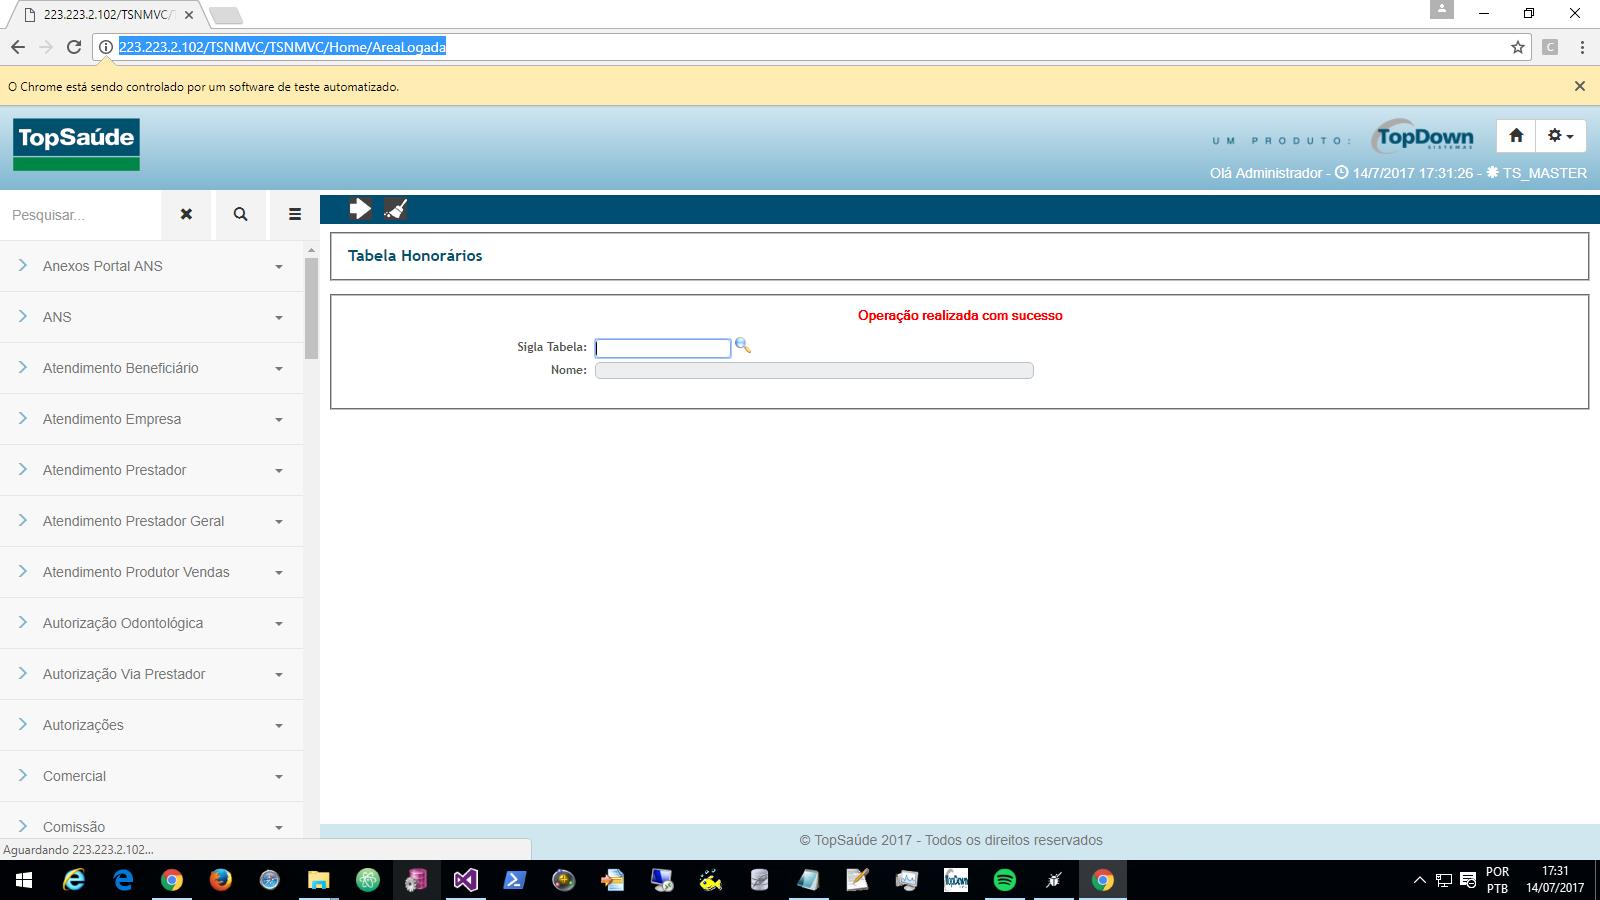 223.223.2.102/TSNMVC/T
223.223.2.102/TSNMVC/TSNMVC/Home/AreaLogada
C
O Chrome está sendo controlado por um software de teste automatizado.
TopSaúde
UM PRODUTO:
TopDown
SISTEMAS
Olá Administrador - 14/7/2017 17:31:26 - TS_MASTER
Pesquisar...
Tabela Honorários
Operação realizada com sucesso
Sigla Tabela:
Nome:
Anexos Portal ANS
ANS
Atendimento Beneficiário
Atendimento Empresa
Atendimento Prestador
Atendimento Prestador Geral
Atendimento Produtor Vendas
Autorização Odontológica
Autorização Via Prestador
Autorizações
Comercial
Comissão
© TopSaúde 2017 - Todos os direitos reservados
Aguardando 223.223.2.102...
TopDown
POR
PTB
17:31
14/07/2017